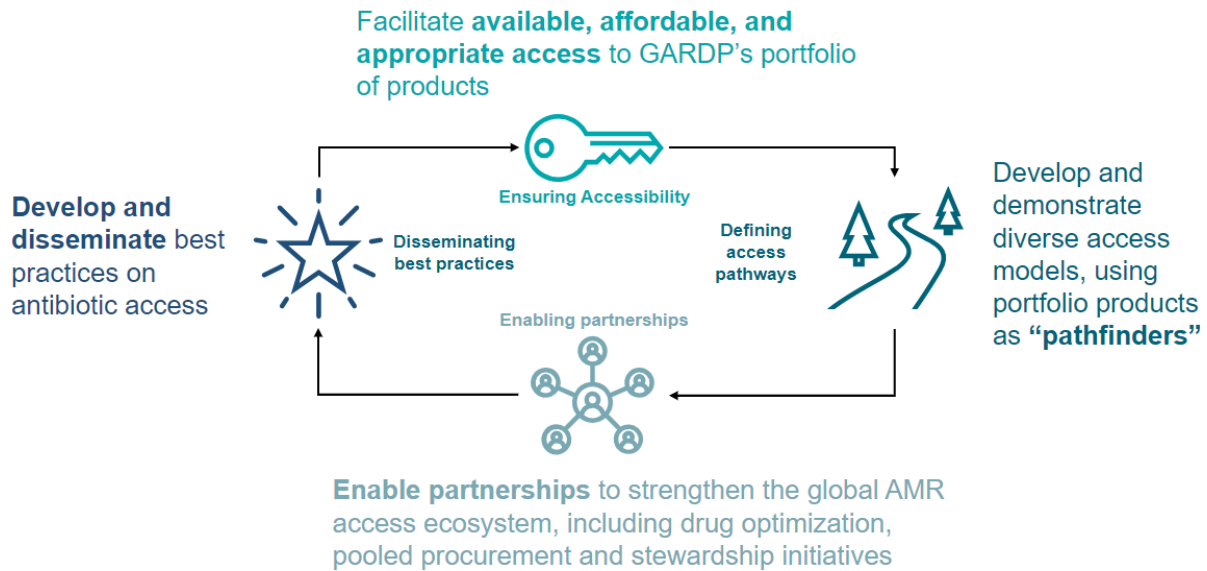 Facilitate available, affordable, and
appropriate access to GARDP's portfolio
of products
Ensuring Accessibility
Develop and
disseminate best
practices on
antibiotic access
Disseminating
best practices
Defining
access
pathways
Develop and
demonstrate
diverse access
models, using
portfolio products
as “pathfinders”
Enabling partnerships
Enable partnerships to strengthen the global AMR
access ecosystem, including drug optimization,
pooled procurement and stewardship initiatives